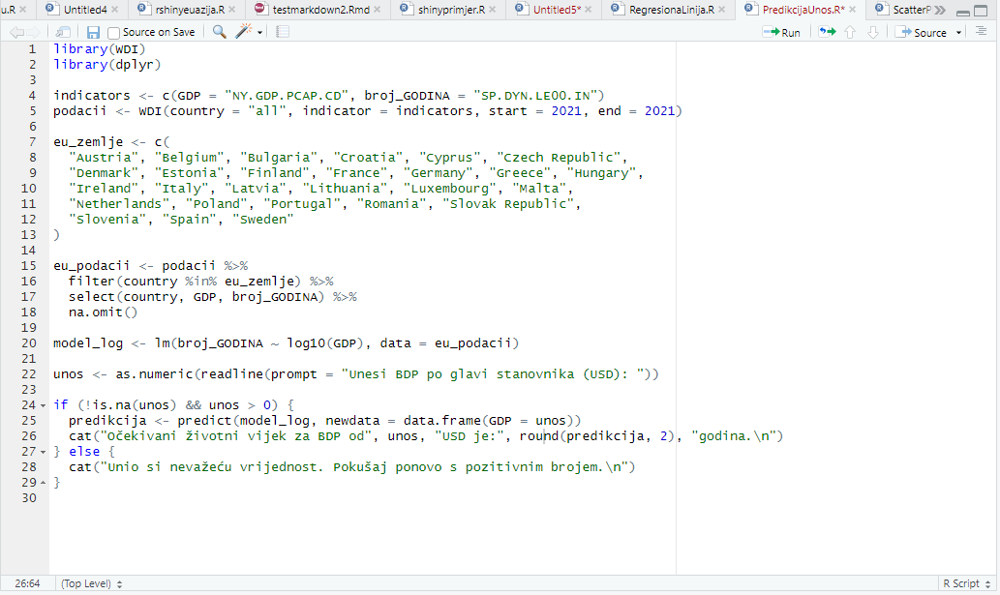 u.R × Untitled4 × rshinyeuazija.R × testmarkdown2.Rmd × shinyprimjer.R × Untitled5* × RegresionaLinija.R × PredikcijaUnos.R* × ScatterP
Source on Save Run Source
1 library(WDI)
2 library(dplyr)
3
4 indicators <- c(GDP = "NY.GDP.PCAP.CD", broj_GODINA = "SP.DYN.LE00.IN")
5 podacii <- WDI(country = "all", indicator = indicators, start = 2021, end = 2021)
6
7 eu_zemlje <- c(
8   "Austria", "Belgium", "Bulgaria", "Croatia", "Cyprus", "Czech Republic",
9   "Denmark", "Estonia", "Finland", "France", "Germany", "Greece", "Hungary",
10   "Ireland", "Italy", "Latvia", "Lithuania", "Luxembourg", "Malta",
11   "Netherlands", "Poland", "Portugal", "Romania", "Slovak Republic",
12   "Slovenia", "Spain", "Sweden"
13 )
14
15 eu_podacii <- podacii %>%
16   filter(country %in% eu_zemlje) %>%
17   select(country, GDP, broj_GODINA) %>%
18   na.omit()
19
20 model_log <- lm(broj_GODINA ~ log10(GDP), data = eu_podacii)
21
22 unos <- as.numeric(readline(prompt = "Unesi BDP po glavi stanovnika (USD): "))
23
24 if (!is.na(unos) && unos > 0) {
25   predikcija <- predict(model_log, newdata = data.frame(GDP = unos))
26   cat("Očekivani životni vijek za BDP od", unos, "USD je:", round(predikcija, 2), "godina.\n")
27 } else {
28   cat("Unio si nevažeću vrijednost. Pokušaj ponovo s pozitivnim brojem.\n")
29 }
30
26:64 (Top Level) R Script